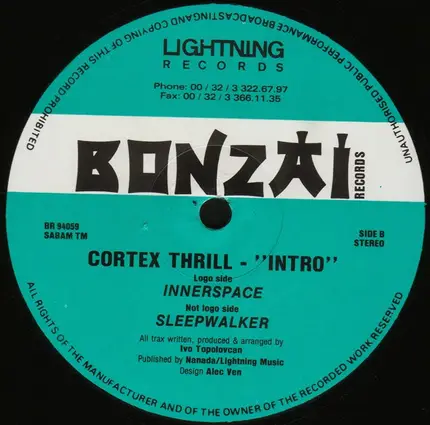 UNAUTHORISED PUBLIC PERFORMANCE BROADCASTINGAND COPYING OF THIS RECORD PROHIBITED
LIGHTNING
RECORDS
Phone: 00 / 32 / 3 322.67.97
Fax: 00 / 32 / 3 366.11.35
BONZAI
RECORDS
BR 94059
SABAM TM
SIDE B
STEREO
CORTEX THRILL - "INTRO"
Logo side
INNERSPACE
Not logo side
SLEEPWALKER
All trax written, produced & arranged by
Ivo Topolovcan
Published by Nanada/Lightning Music
Design Alec Ven
ALL RIGHTS OF THE MANUFACTURER AND OF THE OWNER OF THE RECORDED WORK RESERVED